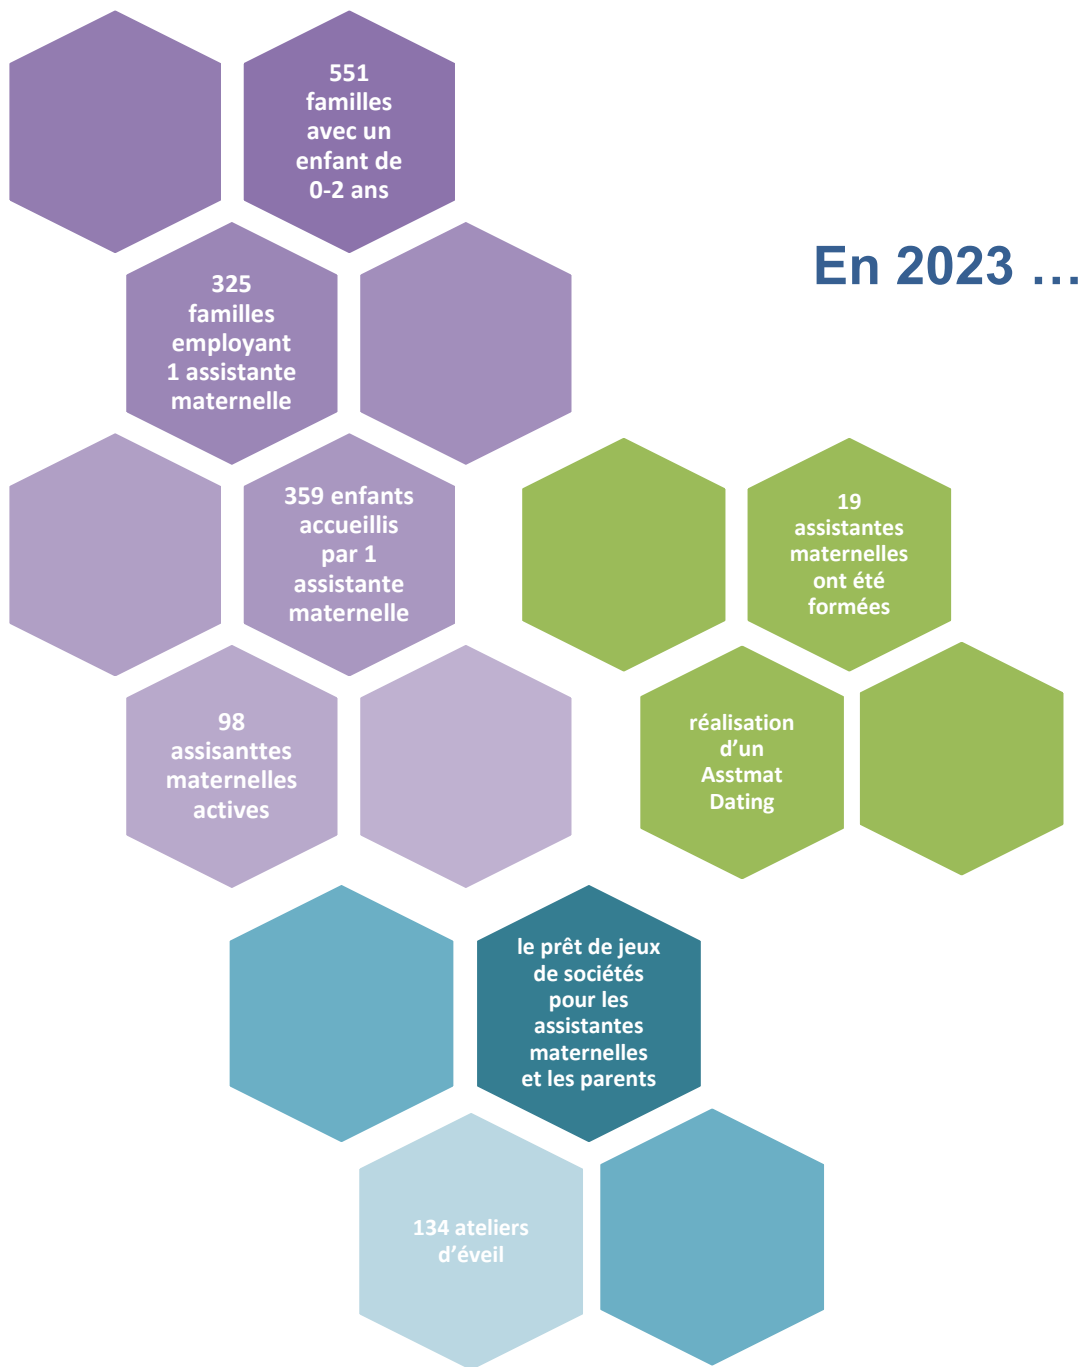 551
familles
avec un
enfant de
0-2 ans
En 2023 ...
325
familles
employant
1 assistante
maternelle
359 enfants
accueillis
par 1
assistante
maternelle
19
assistantes
maternelles
ont été
formées
98
assisanttes
maternelles
actives
réalisation
d'un
Asstmat
Dating
le prêt de jeux
de sociétés
pour les
assistantes
maternelles
et les parents
134 ateliers
d'éveil